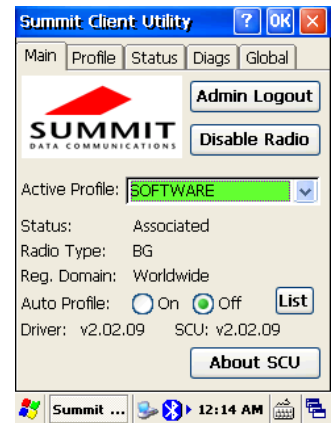 Summit Client Utility ? OK X
Main Profile Status Diags Global
Admin Logout
SUMMIT
DATA COMMUNICATIONS
Disable Radio
Active Profile: SOFTWARE
Status: Associated
Radio Type: BG
Reg. Domain: Worldwide
Auto Profile: On Off List
Driver: v2.02.09 SCU: v2.02.09
About SCU
Summit ... 12:14 AM